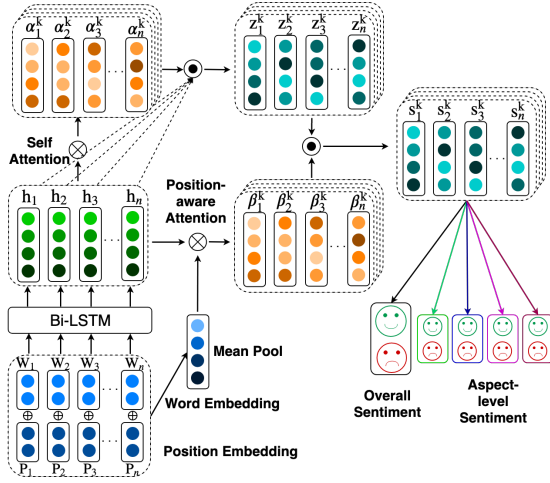 α₁ᵏ α₂ᵏ α₃ᵏ αₙᵏ
z₁ᵏ z₂ᵏ z₃ᵏ zₙᵏ
s₁ᵏ s₂ᵏ s₃ᵏ sₙᵏ
Self
Attention
h₁ h₂ h₃ hₙ
Position-
aware
Attention
β₁ᵏ β₂ᵏ β₃ᵏ βₙᵏ
Bi-LSTM
W₁ W₂ W₃ Wₙ
Mean Pool
Word Embedding
Position Embedding
P₁ P₂ P₃ Pₙ
Overall
Sentiment
Aspect-
level
Sentiment